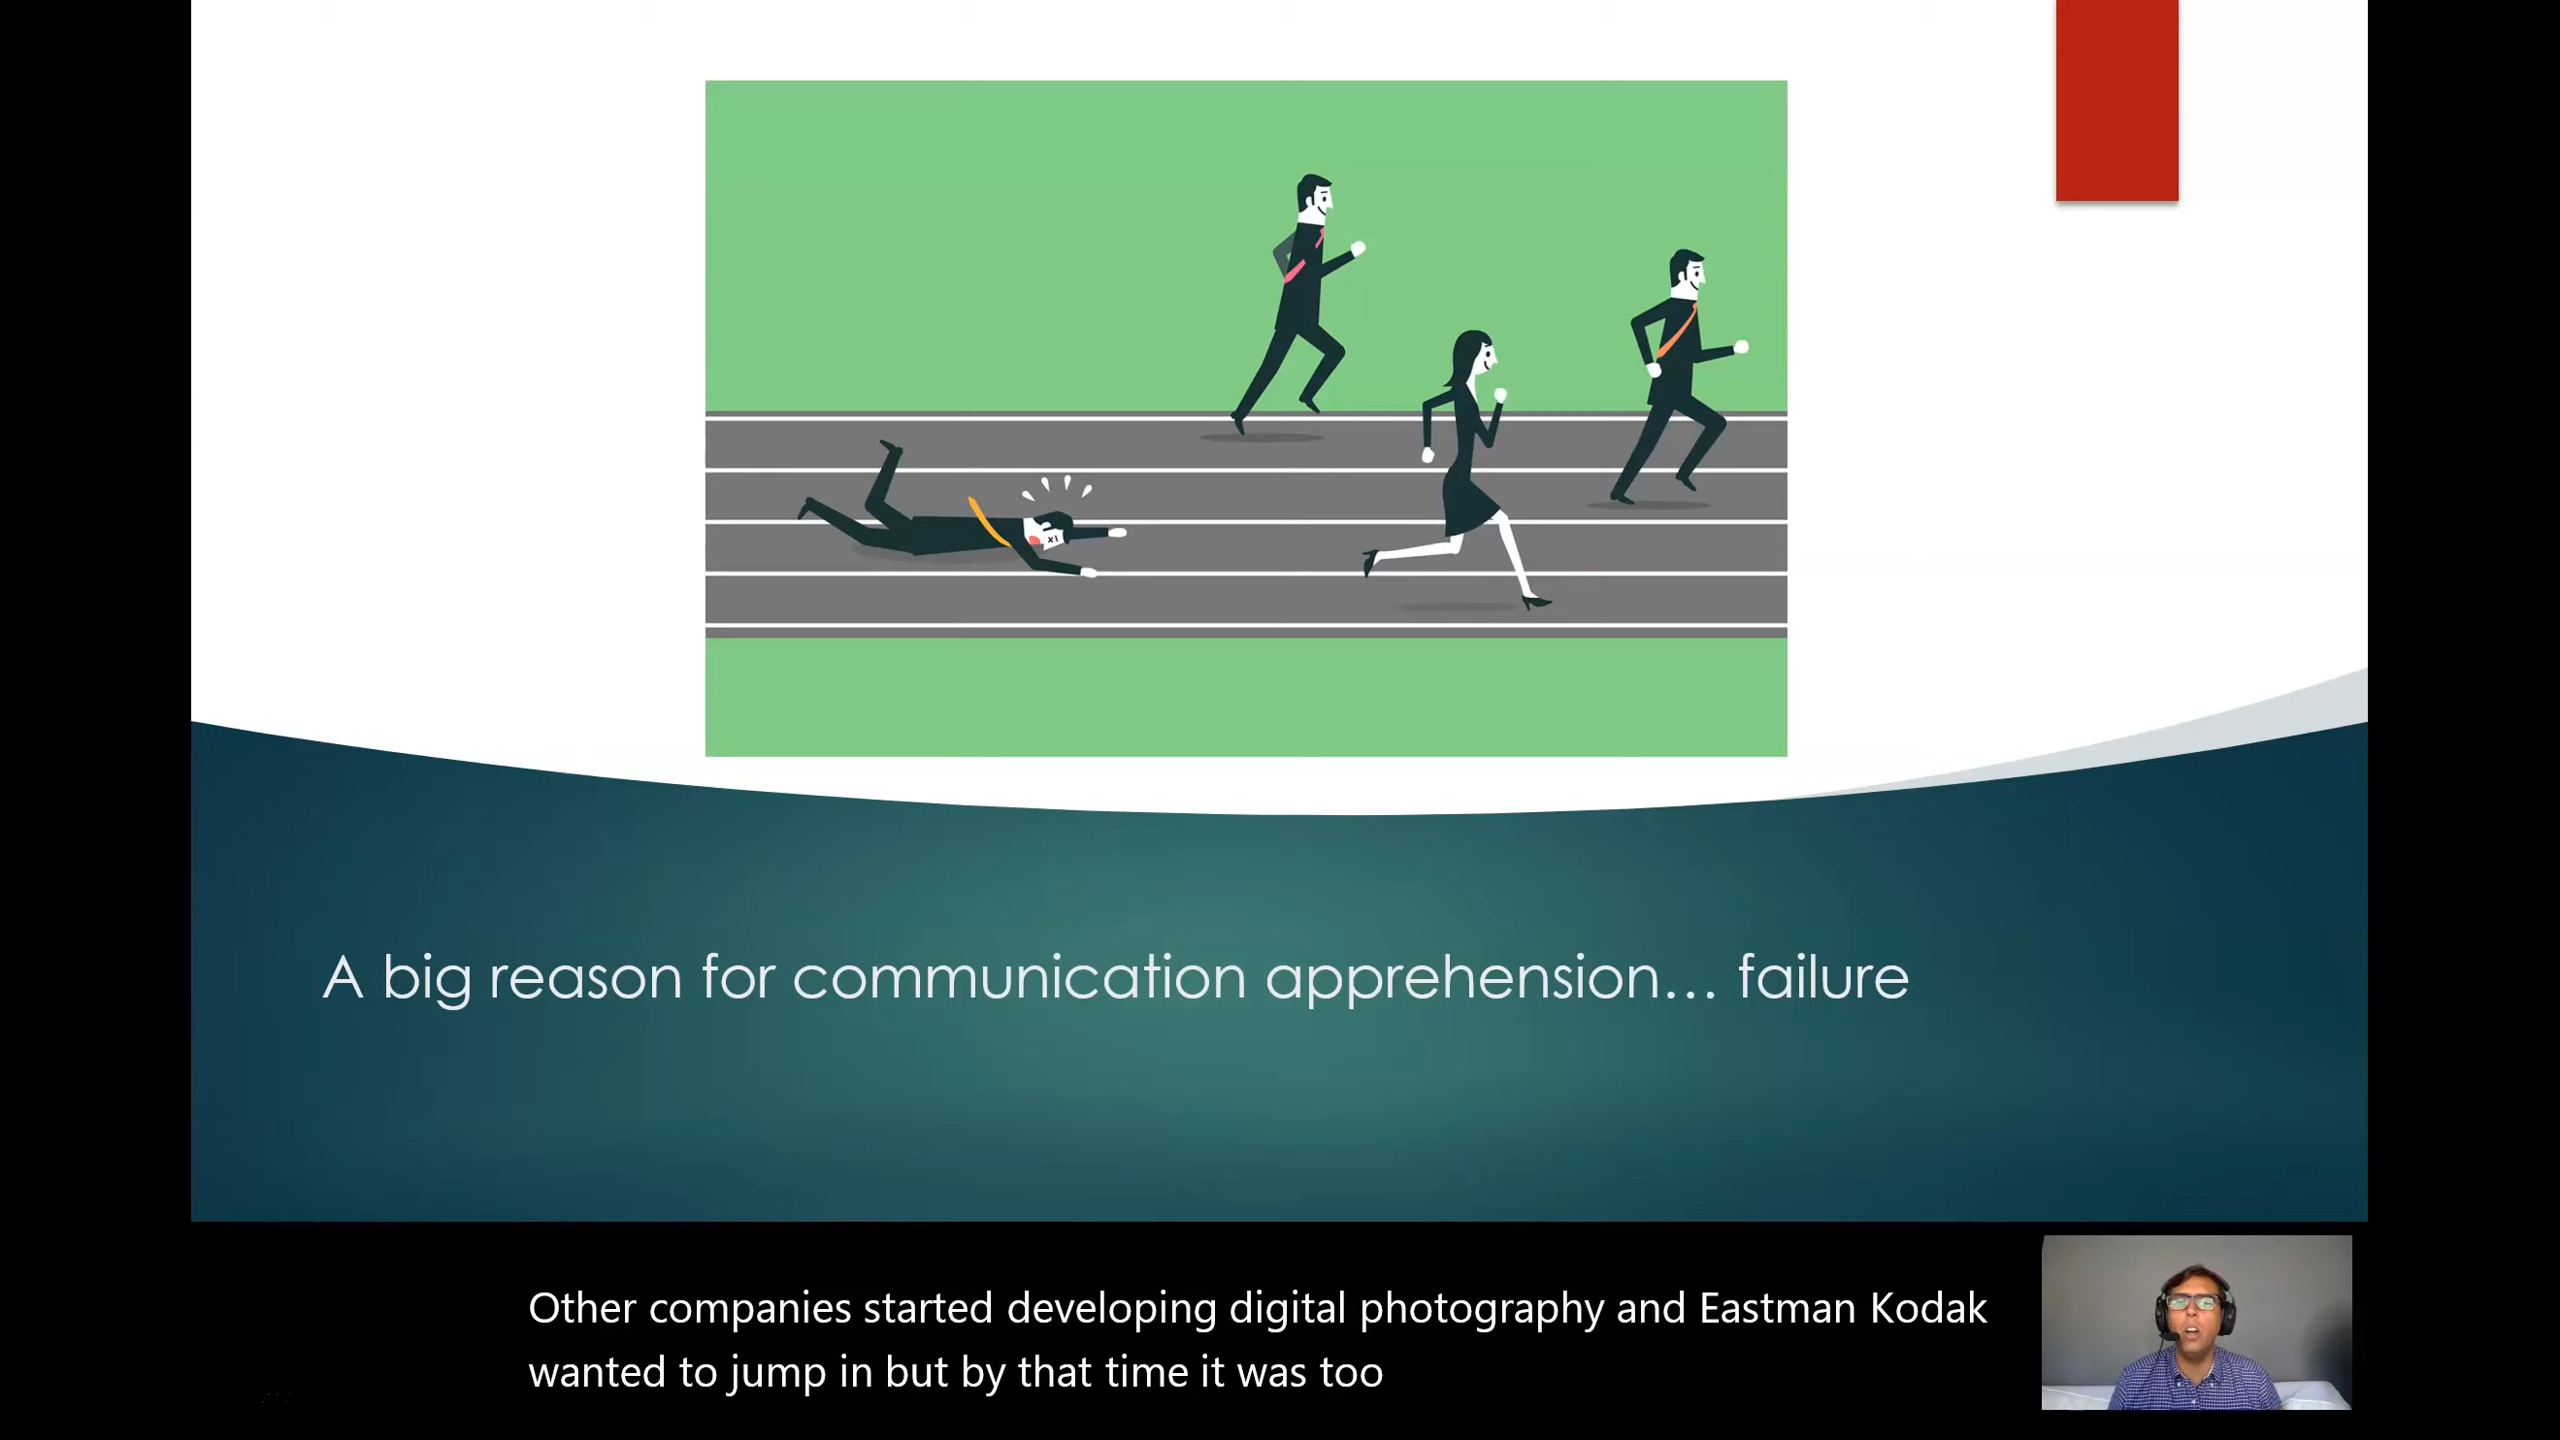 A big reason for communication apprehension... failure
Other companies started developing digital photography and Eastman Kodak
wanted to jump in but by that time it was too